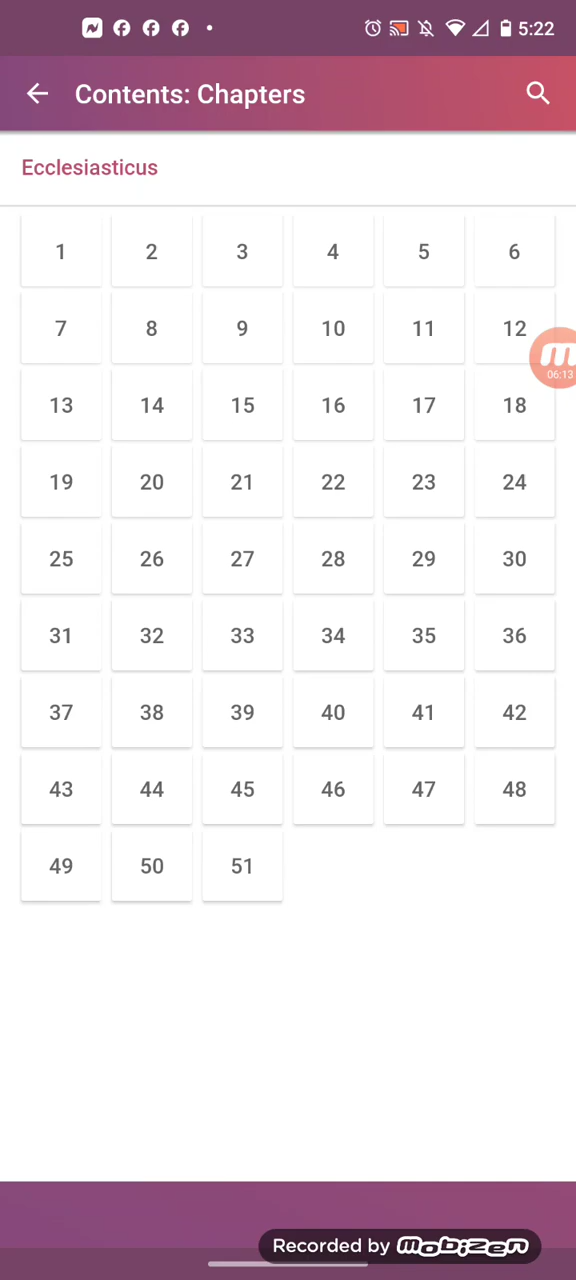 5:22
Contents: Chapters
Ecclesiasticus
1 2 3 4 5 6
7 8 9 10 11 12
06:13
13 14 15 16 17 18
19 20 21 22 23 24
25 26 27 28 29 30
31 32 33 34 35 36
37 38 39 40 41 42
43 44 45 46 47 48
49 50 51
Recorded by mobizen